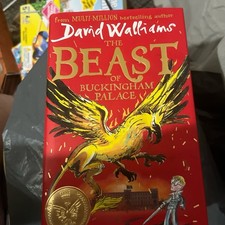 from MULTI-MILLION bestselling author
David Walliams
THE
BEAST
OF
BUCKINGHAM
PALACE